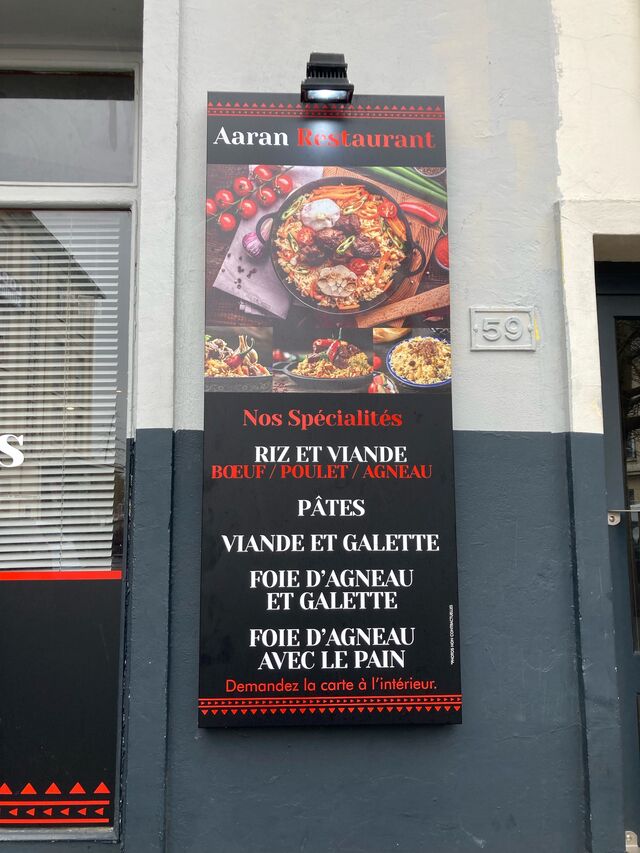 Aaran Restaurant
59
Nos Spécialités
RIZ ET VIANDE
BŒUF / POULET / AGNEAU
PÂTES
VIANDE ET GALETTE
FOIE D'AGNEAU
ET GALETTE
FOIE D'AGNEAU
AVEC LE PAIN
*PHOTOS NON CONTRACTUELLES
Demandez la carte à l'intérieur.
s